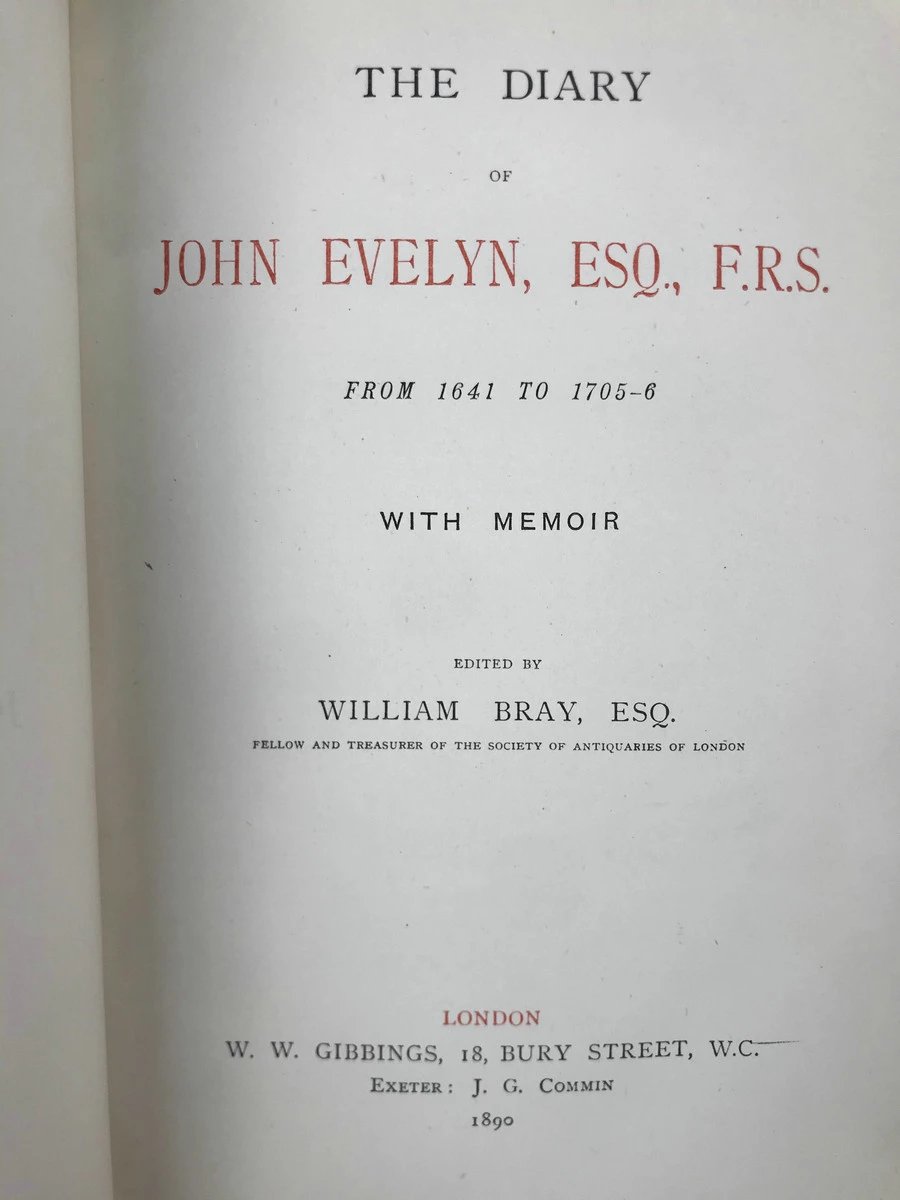 THE DIARY
OF
JOHN EVELYN, ESQ., F.R.S.
FROM 1641 TO 1705-6
WITH MEMOIR
EDITED BY
WILLIAM BRAY, ESQ.
FELLOW AND TREASURER OF THE SOCIETY OF ANTIQUARIES OF LONDON
LONDON
W. W. GIBBINGS, 18, BURY STREET, W.C.
EXETER: J. G. COMMIN
1890